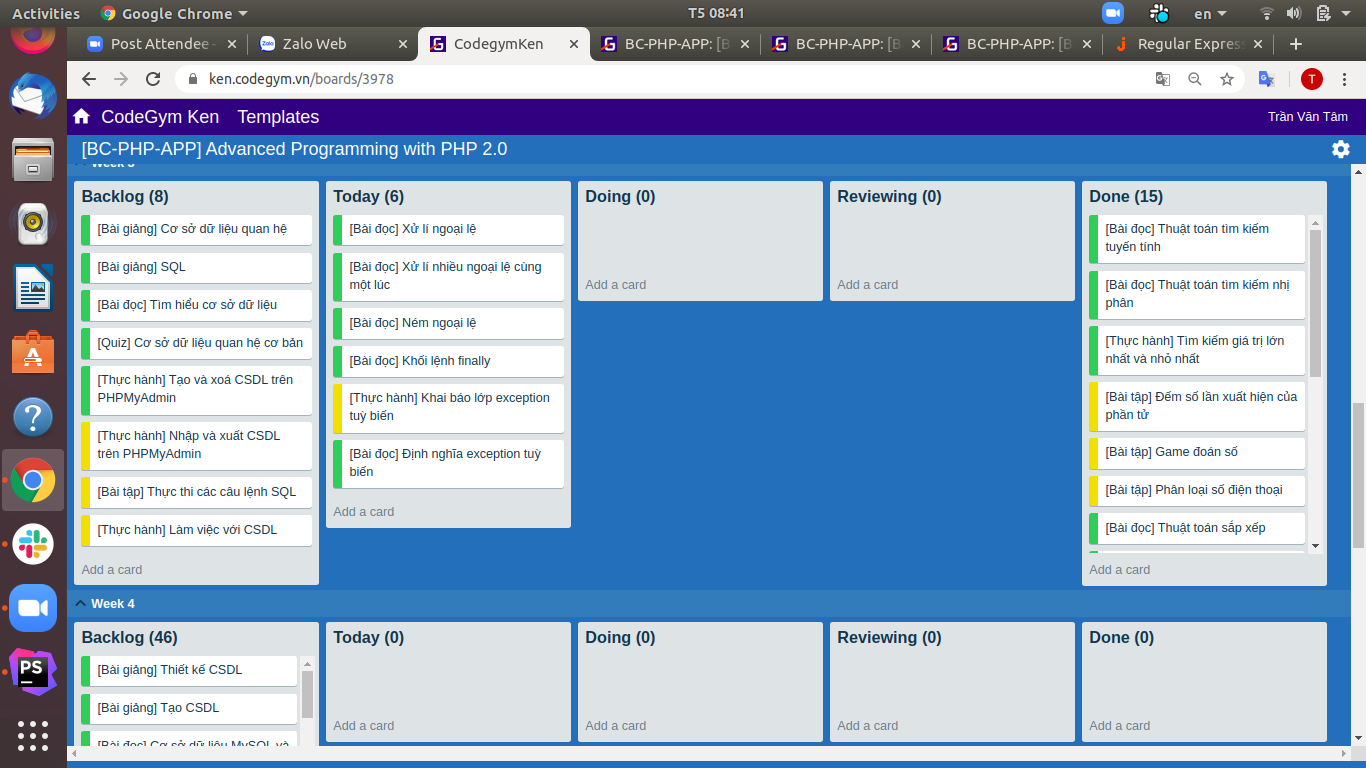 Activities
Google Chrome
T5 08:41
en
Post Attendee -
Zalo Web
CodegymKen
BC-PHP-APP: [B
BC-PHP-APP: [B
BC-PHP-APP: [B
Regular Expres
ken.codegym.vn/boards/3978
T
CodeGym Ken
Templates
Trần Văn Tâm
[BC-PHP-APP] Advanced Programming with PHP 2.0
Backlog (8)
[Bài giảng] Cơ sở dữ liệu quan hệ
[Bài giảng] SQL
[Bài đọc] Tìm hiểu cơ sở dữ liệu
[Quiz] Cơ sở dữ liệu quan hệ cơ bản
[Thực hành] Tạo và xoá CSDL trên
PHPMyAdmin
[Thực hành] Nhập và xuất CSDL
trên PHPMyAdmin
[Bài tập] Thực thi các câu lệnh SQL
[Thực hành] Làm việc với CSDL
Add a card
Today (6)
[Bài đọc] Xử lí ngoại lệ
[Bài đọc] Xử lí nhiều ngoại lệ cùng
một lúc
[Bài đọc] Ném ngoại lệ
[Bài đọc] Khối lệnh finally
[Thực hành] Khai báo lớp exception
tuỳ biến
[Bài đọc] Định nghĩa exception tuỳ
biến
Add a card
Doing (0)
Add a card
Reviewing (0)
Add a card
Done (15)
[Bài đọc] Thuật toán tìm kiếm
tuyến tính
[Bài đọc] Thuật toán tìm kiếm nhị
phân
[Thực hành] Tìm kiếm giá trị lớn
nhất và nhỏ nhất
[Bài tập] Đếm số lần xuất hiện của
phần tử
[Bài tập] Game đoán số
[Bài tập] Phân loại số điện thoại
[Bài đọc] Thuật toán sắp xếp
Add a card
Week 4
Backlog (46)
[Bài giảng] Thiết kế CSDL
[Bài giảng] Tạo CSDL
[Bài đọc] Cơ sở dữ liệu MySQL và
Today (0)
Add a card
Doing (0)
Add a card
Reviewing (0)
Add a card
Done (0)
Add a card
PS